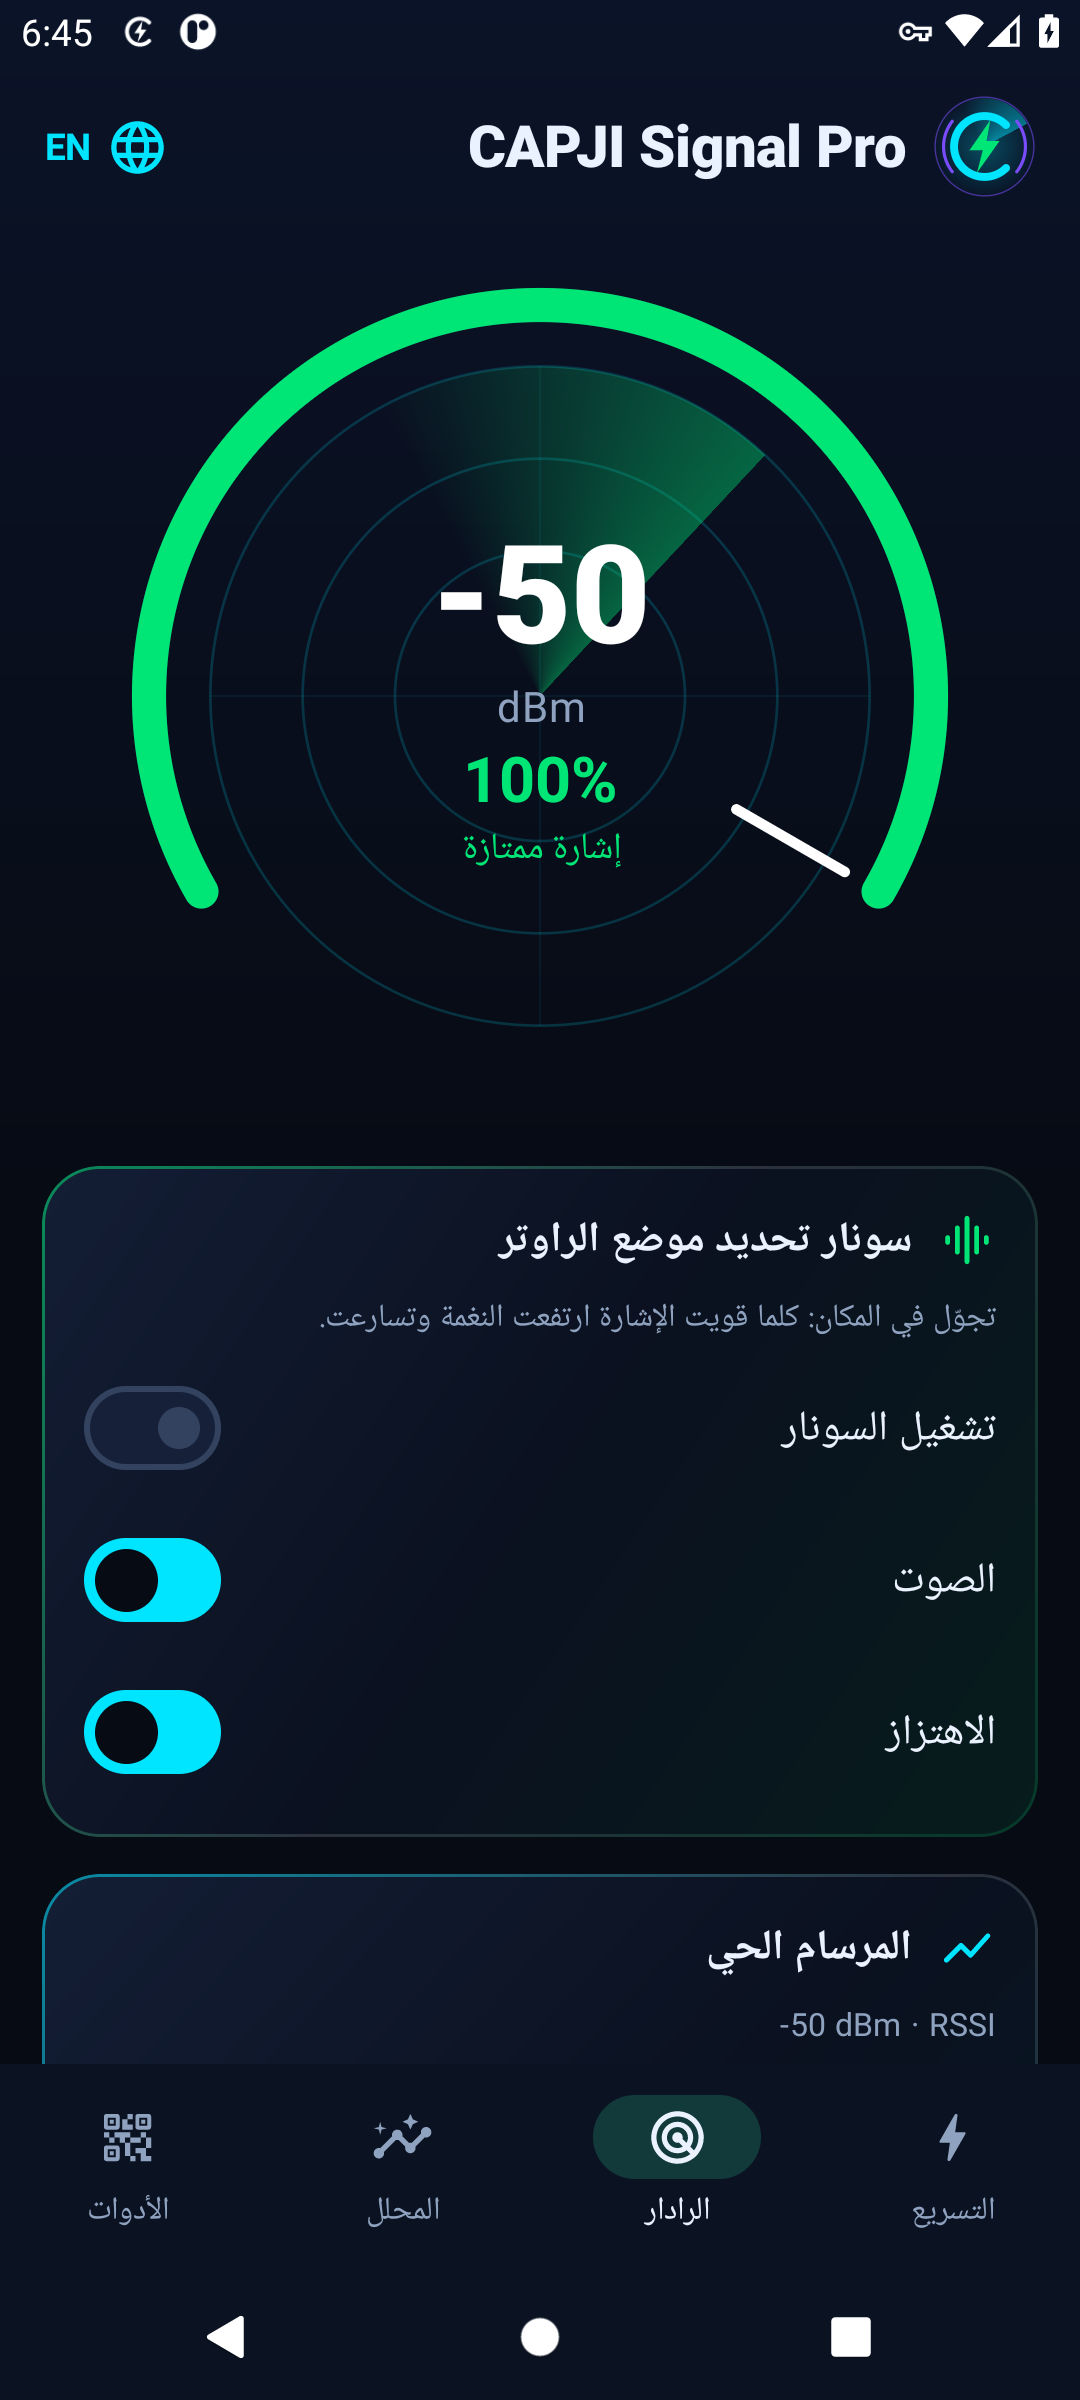 6:45
CAPJI Signal Pro
EN
-50
dBm
100%
إشارة ممتازة
سونار تحديد موضع الراوتر
تجوّل في المكان: كلما قويت الإشارة ارتفعت النغمة وتسارعت.
تشغيل السونار
الصوت
الاهتزاز
المرسام الحي
-50 dBm · RSSI
التسريع
الرادار
المحلل
الأدوات